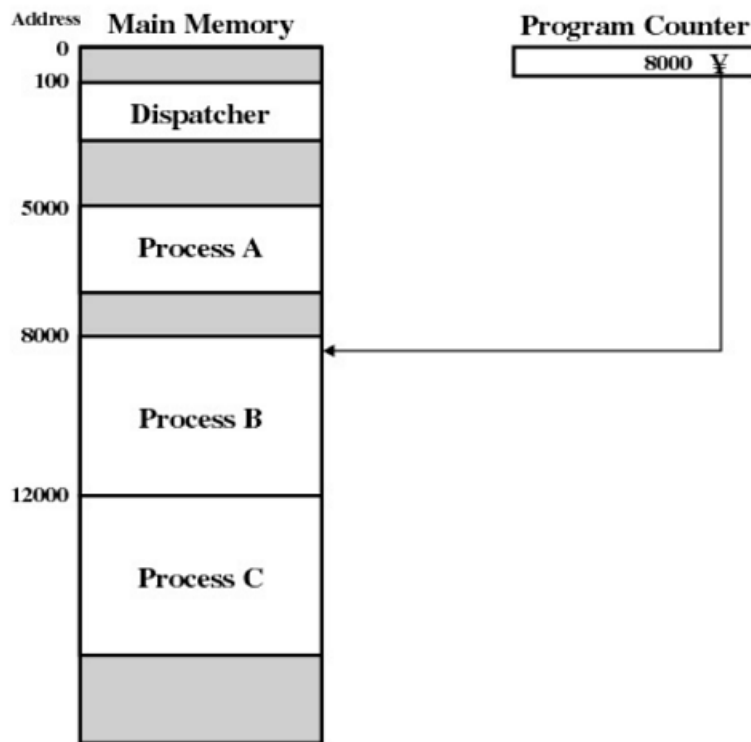 Address
Main Memory
0
100
Dispatcher
5000
Process A
8000
Process B
12000
Process C
Program Counter
8000 ¥